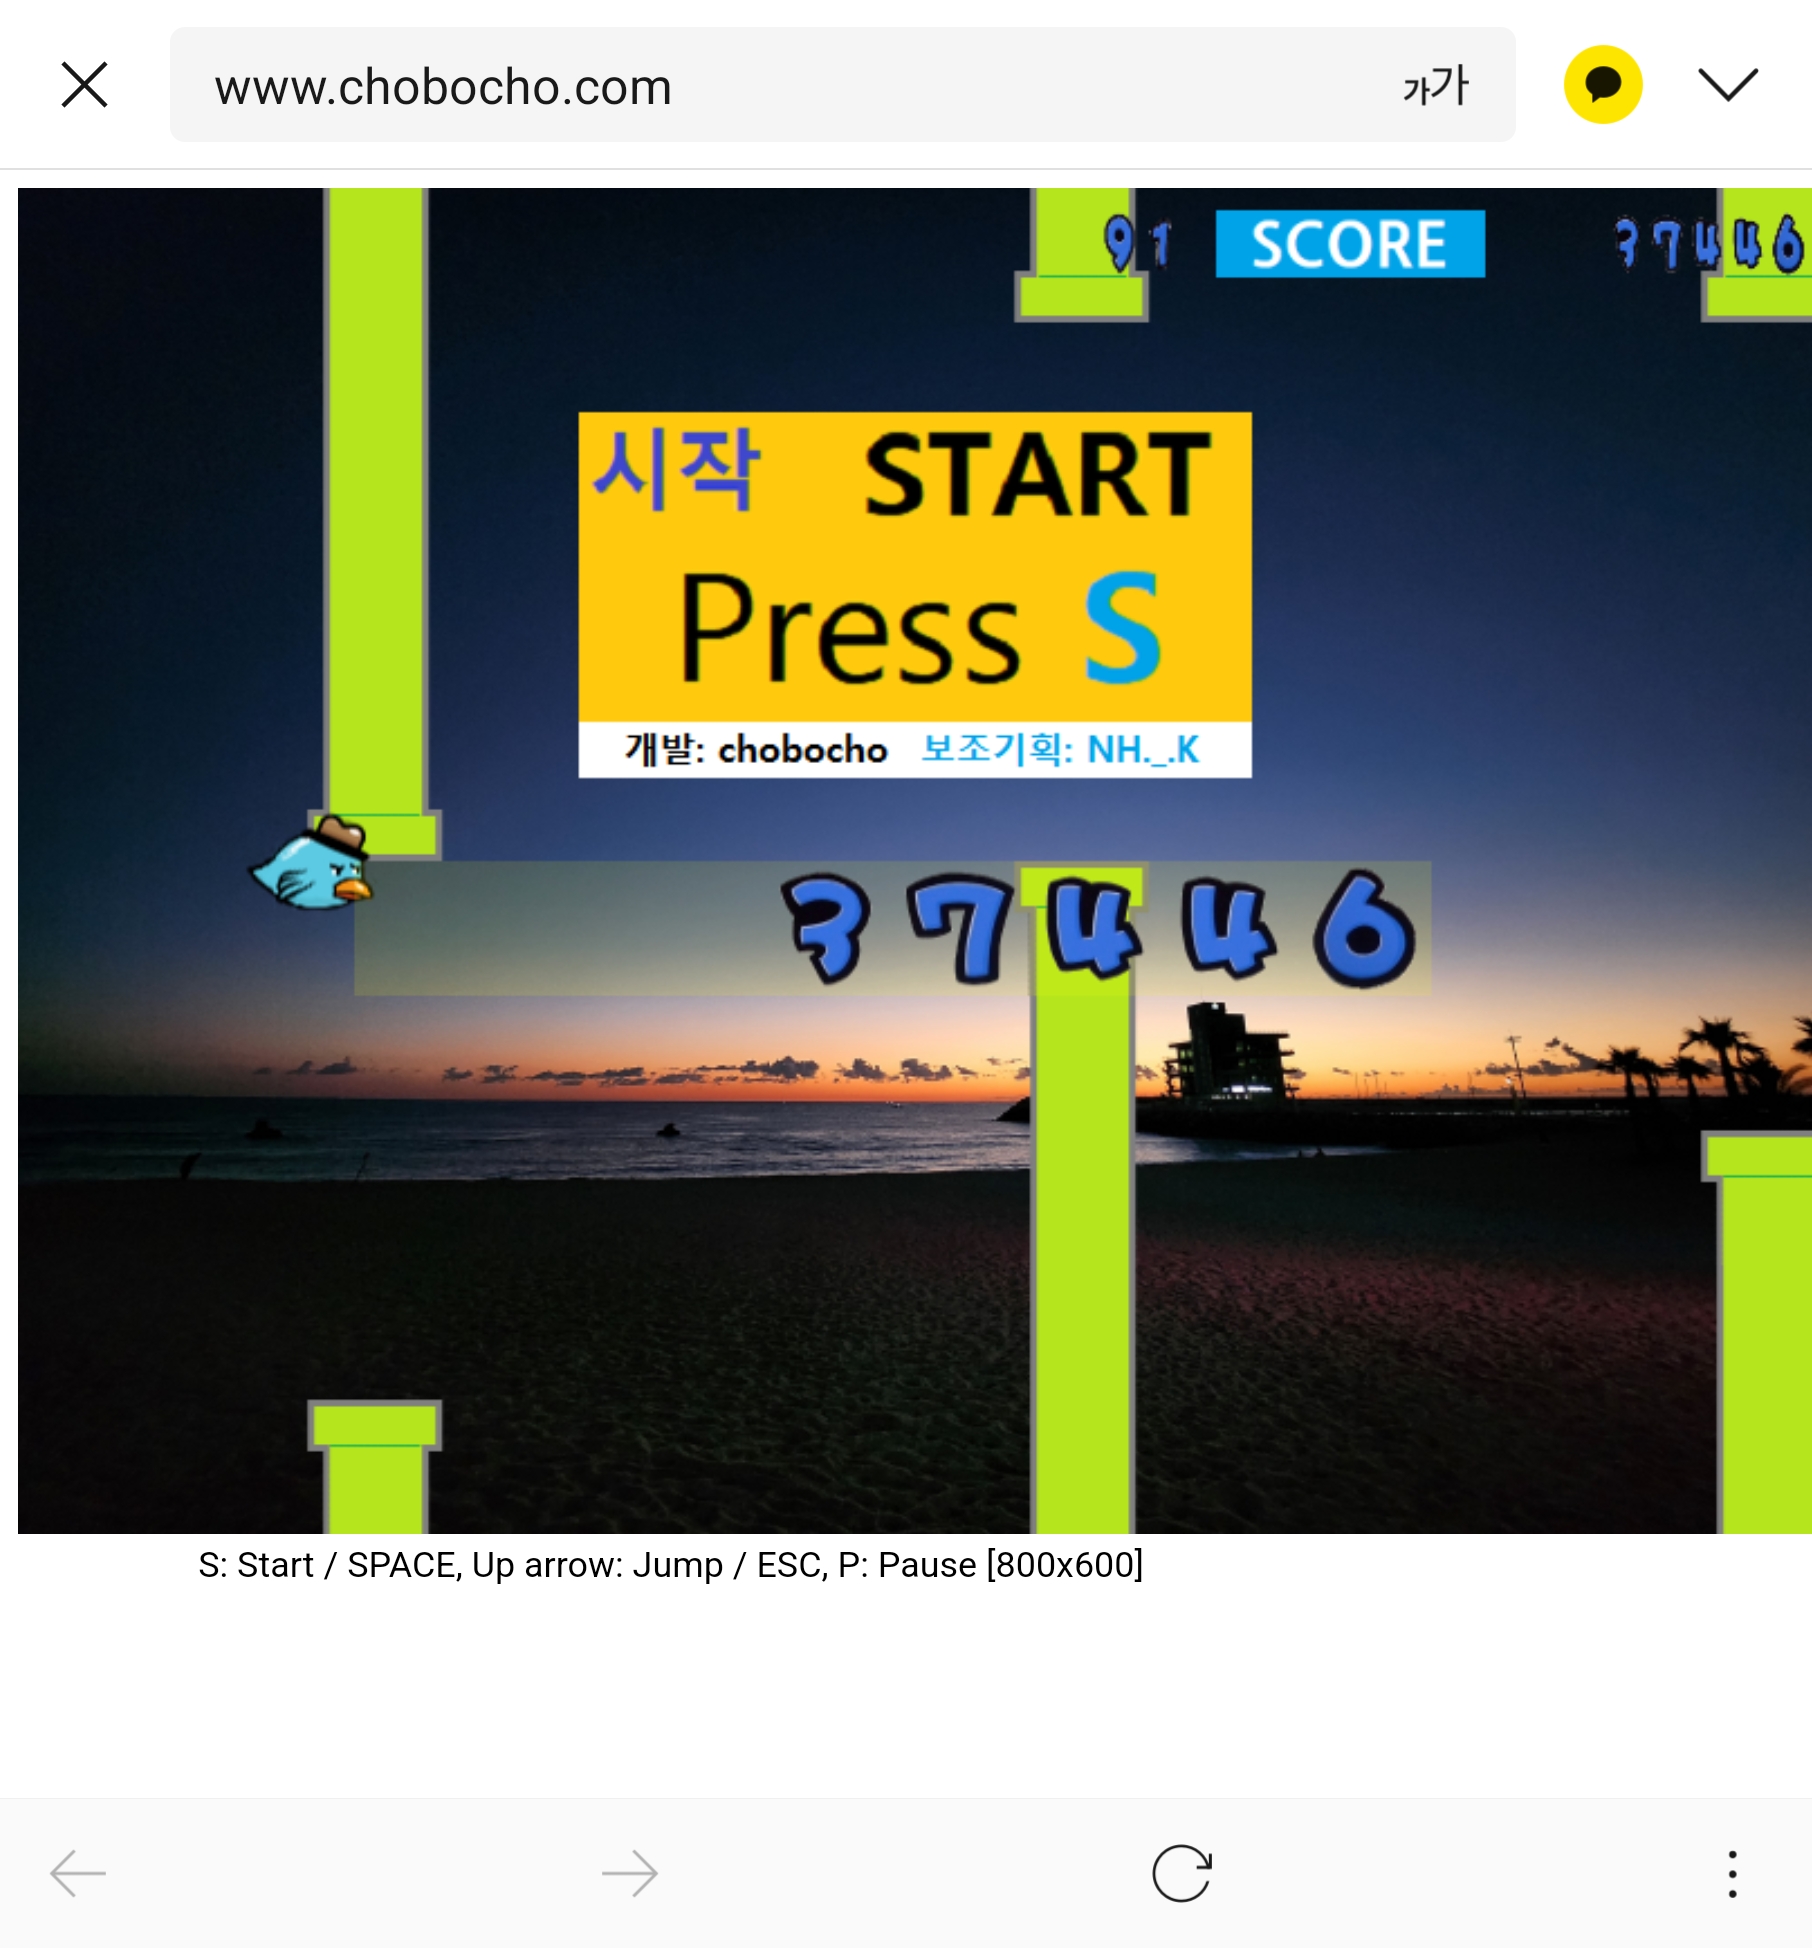 www.chobocho.com 가가
91 SCORE 37446
시작 START
Press S
개발: chobocho 보조기획: NH._.K
37446
S: Start / SPACE, Up arrow: Jump / ESC, P: Pause [800x600]